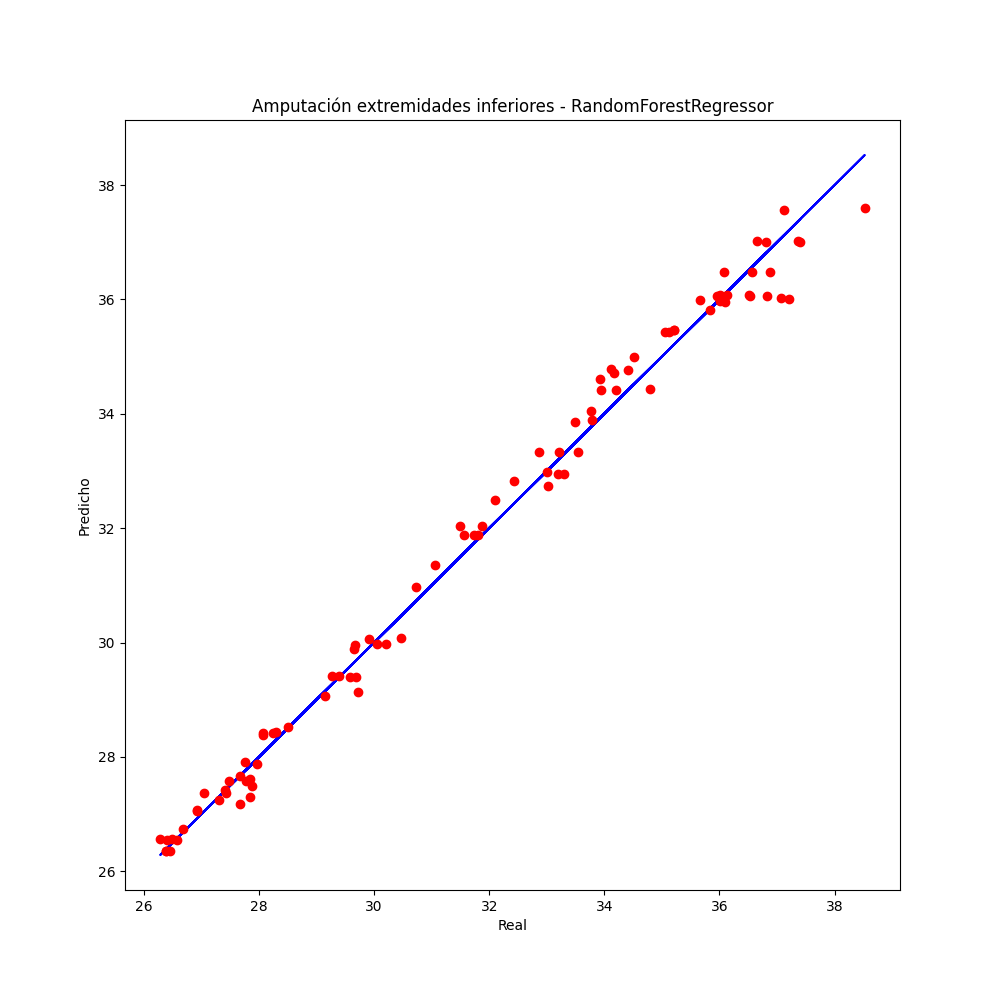 Amputación extremidades inferiores - RandomForestRegressor
38
36
34
32
30
28
26
Predicho
26 28 30 32 34 36 38
Real